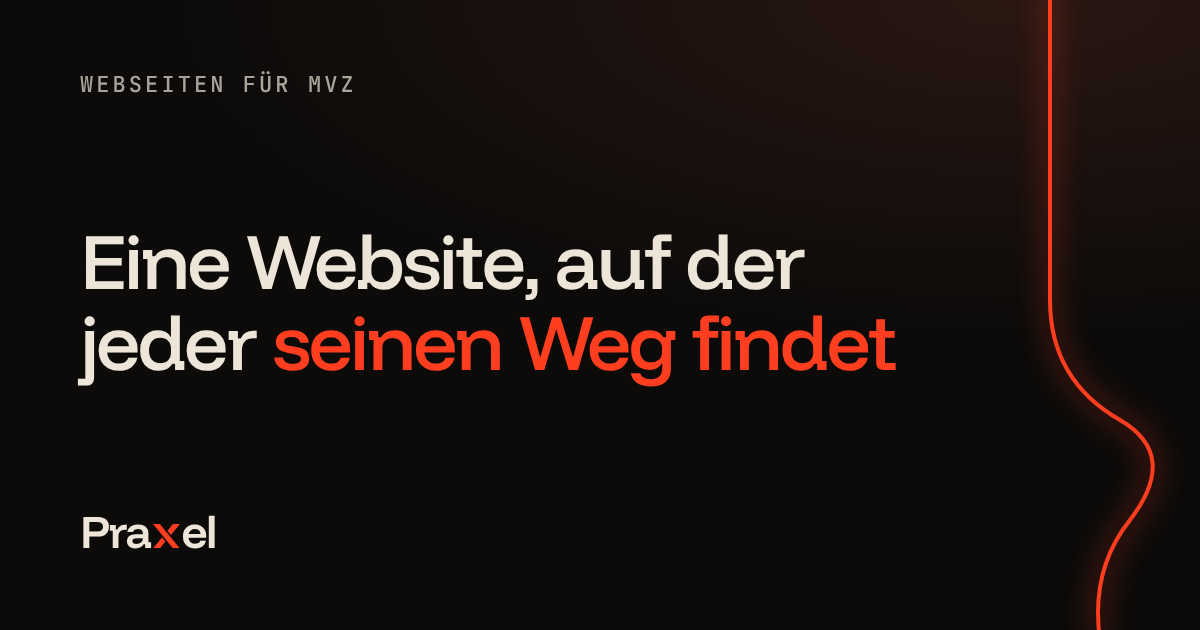 WEBSEITEN FÜR MVZ
Eine Website, auf der
jeder seinen Weg findet
Praxel